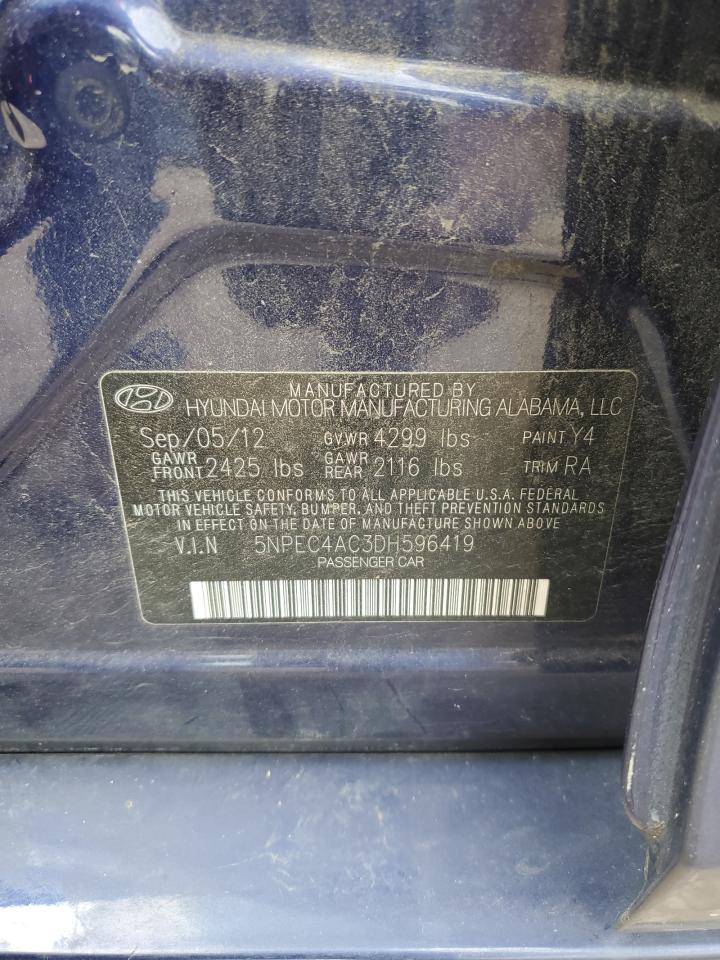 MANUFACTURED BY
HYUNDAI MOTOR MANUFACTURING ALABAMA, LLC
Sep/05/12 GVWR 4299 lbs PAINT Y4
GAWR FRONT 2425 lbs GAWR REAR 2116 lbs TRIM RA
THIS VEHICLE CONFORMS TO ALL APPLICABLE U.S.A. FEDERAL
MOTOR VEHICLE SAFETY, BUMPER, AND THEFT PREVENTION STANDARDS
IN EFFECT ON THE DATE OF MANUFACTURE SHOWN ABOVE
V.I.N 5NPEC4AC3DH596419
PASSENGER CAR